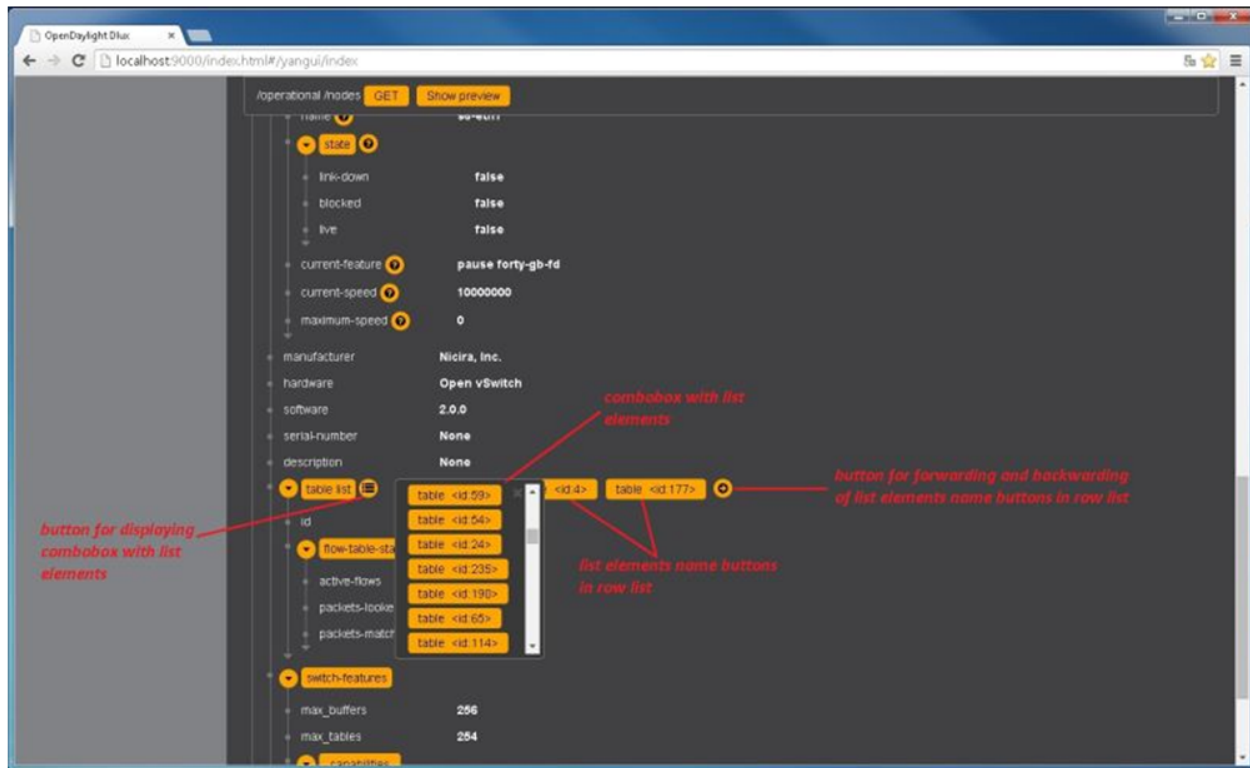 OpenDaylight Dlux
localhost:9000/index.html#/yangui/index
/operational /nodes GET Show preview
name
state
link-down false
blocked false
live false
current-feature pause forty-gb-fd
current-speed 10000000
maximum-speed 0
manufacturer Nicira, Inc.
hardware Open vSwitch
combobox with list
elements
software 2.0.0
serial-number None
description None
table list <id:4> table <id:177>
button for forwarding and backwarding
of list elements name buttons in row list
table <id:59>
table <id:54>
table <id:24>
table <id:235>
table <id:190>
table <id:65>
table <id:114>
button for displaying
combobox with list
elements
id
flow-table-sta
active-flows
packets-looke
packets-match
list elements name buttons
in row list
switch-features
max_buffers 256
max_tables 254
capabilities